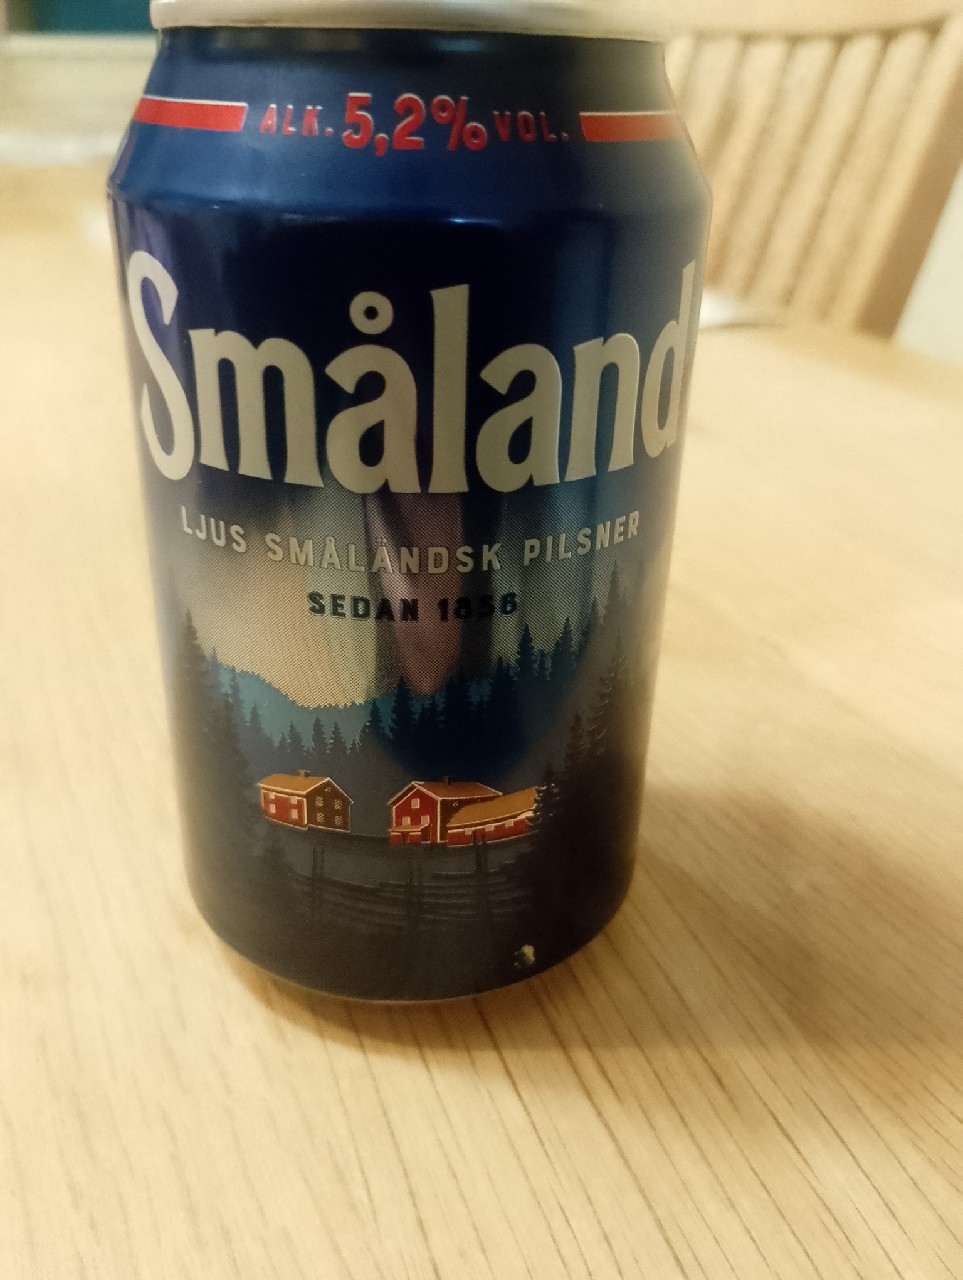 ALK. 5,2% VOL.
Småland
LJUS SMÅLÄNDSK PILSNER
SEDAN 1856